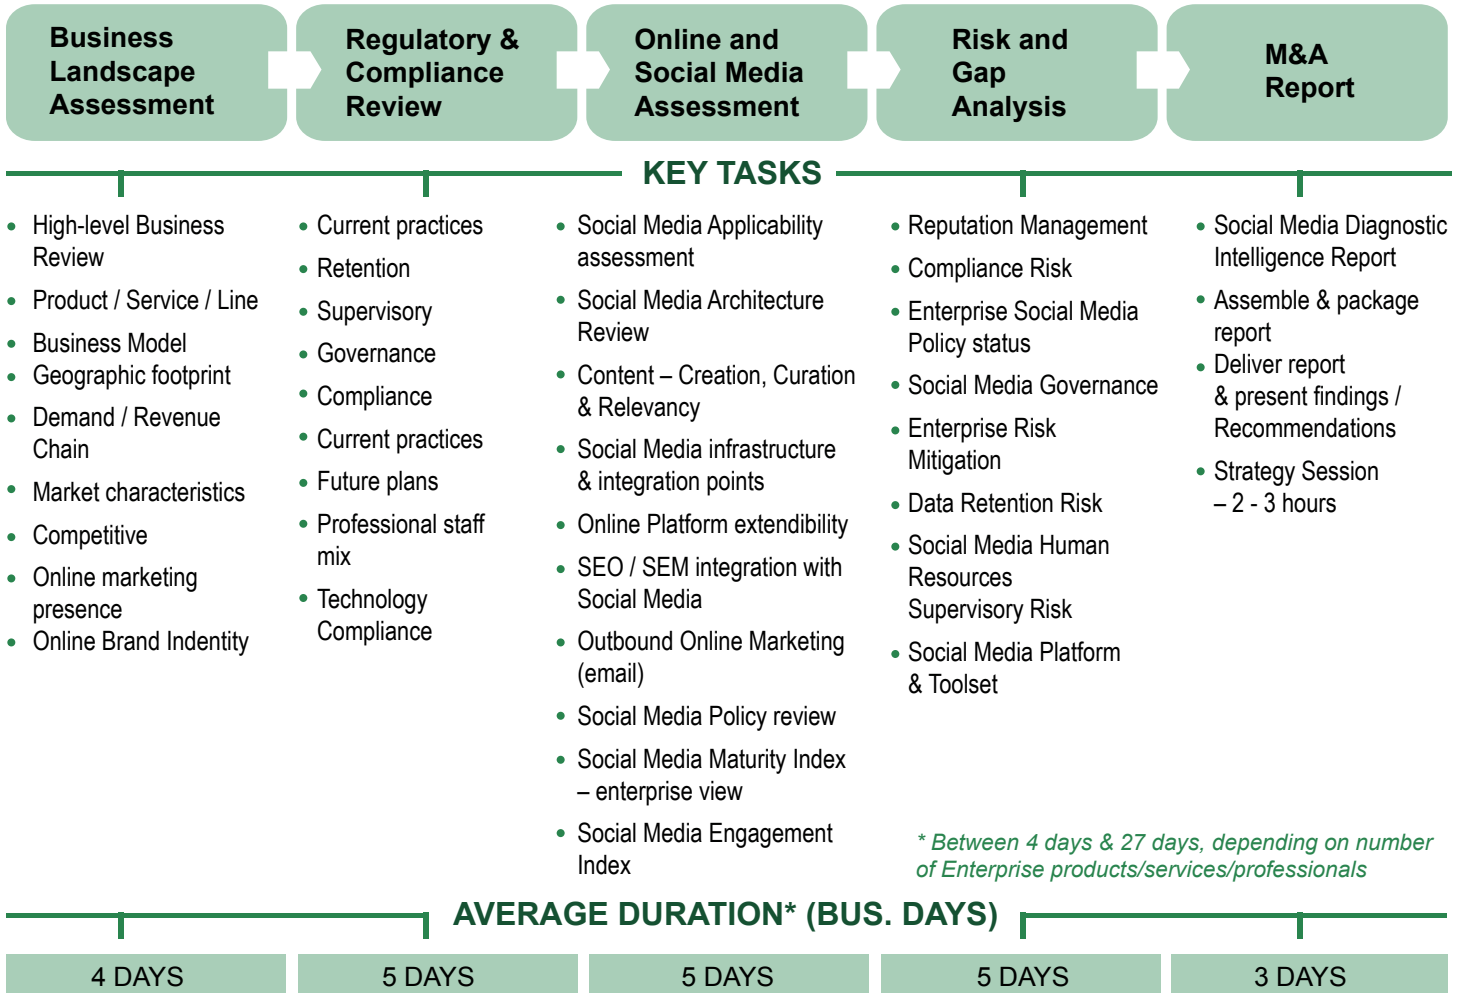 Business
Landscape
Assessment
Regulatory &
Compliance
Review
Online and
Social Media
Assessment
Risk and
Gap
Analysis
M&A
Report
KEY TASKS
• High-level Business
Review
• Product / Service / Line
• Business Model
• Geographic footprint
• Demand / Revenue
Chain
• Market characteristics
• Competitive
• Online marketing
presence
• Online Brand Indentity
• Current practices
• Retention
• Supervisory
• Governance
• Compliance
• Current practices
• Future plans
• Professional staff
mix
• Technology
Compliance
• Social Media Applicability
assessment
• Social Media Architecture
Review
• Content – Creation, Curation
& Relevancy
• Social Media infrastructure
& integration points
• Online Platform extendibility
• SEO / SEM integration with
Social Media
• Outbound Online Marketing
(email)
• Social Media Policy review
• Social Media Maturity Index
– enterprise view
• Social Media Engagement
Index
• Reputation Management
• Compliance Risk
• Enterprise Social Media
Policy status
• Social Media Governance
• Enterprise Risk
Mitigation
• Data Retention Risk
• Social Media Human
Resources
Supervisory Risk
• Social Media Platform
& Toolset
• Social Media Diagnostic
Intelligence Report
• Assemble & package
report
• Deliver report
& present findings /
Recommendations
• Strategy Session
– 2 - 3 hours
* Between 4 days & 27 days, depending on number
of Enterprise products/services/professionals
AVERAGE DURATION* (BUS. DAYS)
4 DAYS
5 DAYS
5 DAYS
5 DAYS
3 DAYS